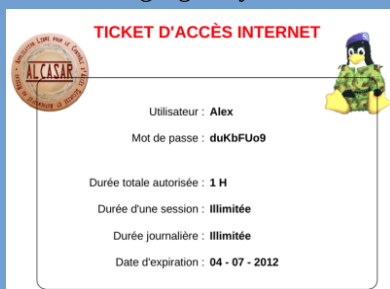 TICKET D'ACCÈS INTERNET
ALCASAR
Utilisateur : Alex
Mot de passe : duKbFUo9
Durée totale autorisée : 1 H
Durée d'une session : Illimitée
Durée journalière : Illimitée
Date d'expiration : 04 - 07 - 2012